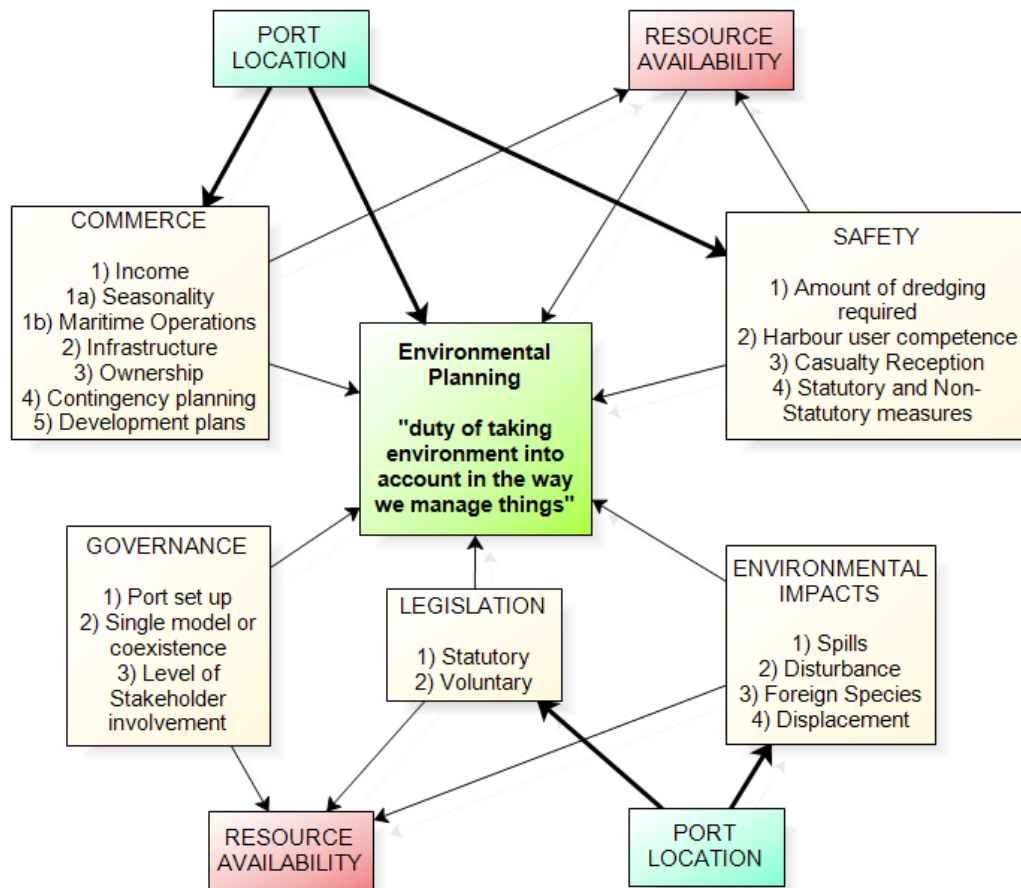 PORT
LOCATION
RESOURCE
AVAILABILITY
COMMERCE
1) Income
1a) Seasonality
1b) Maritime Operations
2) Infrastructure
3) Ownership
4) Contingency planning
5) Development plans
SAFETY
1) Amount of dredging
required
2) Harbour user competence
3) Casualty Reception
4) Statutory and Non-
Statutory measures
Environmental
Planning
"duty of taking
environment into
account in the way
we manage things"
GOVERNANCE
1) Port set up
2) Single model or
coexistence
3) Level of
Stakeholder
involvement
LEGISLATION
1) Statutory
2) Voluntary
ENVIRONMENTAL
IMPACTS
1) Spills
2) Disturbance
3) Foreign Species
4) Displacement
RESOURCE
AVAILABILITY
PORT
LOCATION